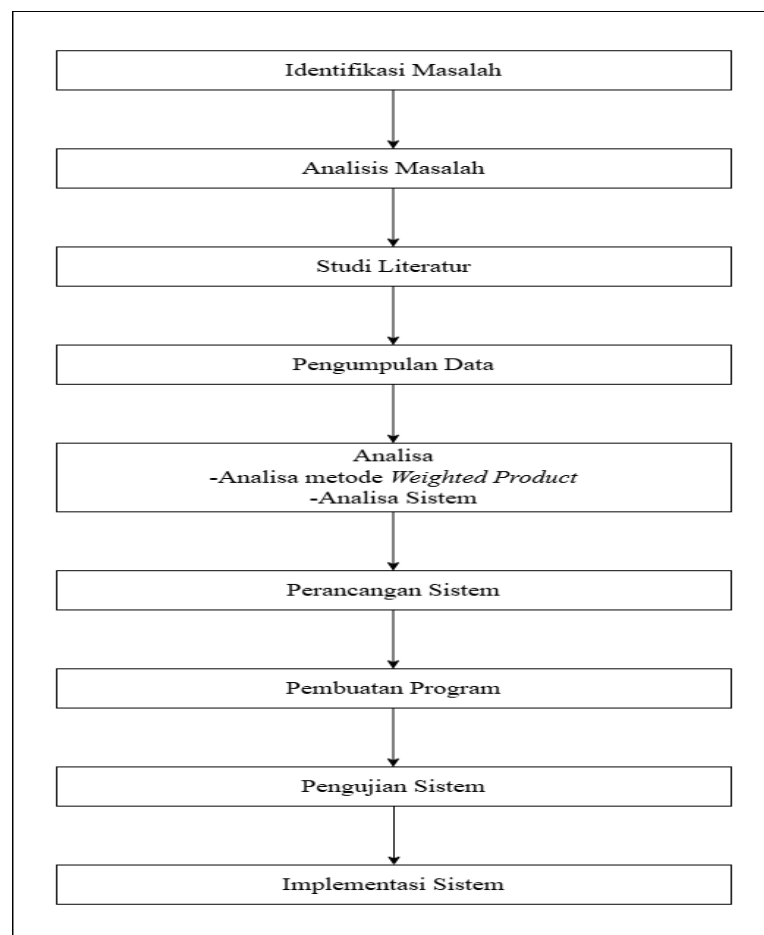 Identifikasi Masalah
Analisis Masalah
Studi Literatur
Pengumpulan Data
Analisa
-Analisa metode Weighted Product
-Analisa Sistem
Perancangan Sistem
Pembuatan Program
Pengujian Sistem
Implementasi Sistem